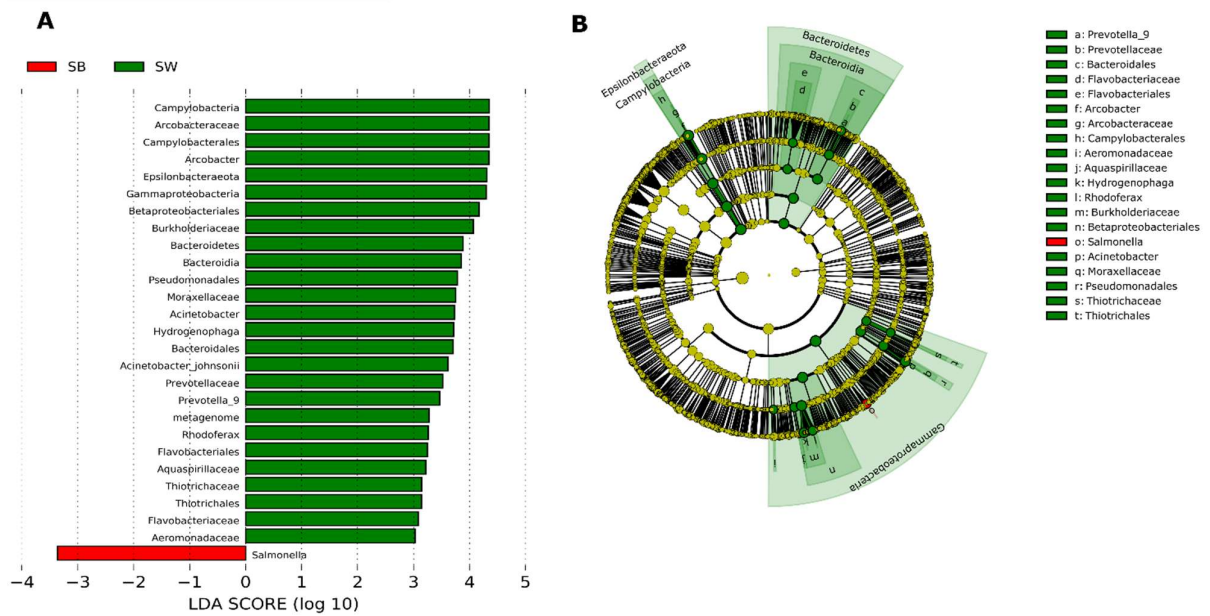 A
SB SW
Campylobacteria
Arcobacteraceae
Campylobacterales
Arcobacter
Epsilonbacteraeota
Gammaproteobacteria
Betaproteobacteriales
Burkholderiaceae
Bacteroidetes
Bacteroidia
Pseudomonadales
Moraxellaceae
Acinetobacter
Hydrogenophaga
Bacteroidales
Acinetobacter_johnsonii
Prevotellaceae
Prevotella_9
metagenome
Rhodoferax
Flavobacteriales
Aquaspirillaceae
Thiotrichaceae
Thiotrichales
Flavobacteriaceae
Aeromonadaceae
Salmonella
−4 −3 −2 −1 0 1 2 3 4 5
LDA SCORE (log 10)
B
Bacteroidetes
Bacteroidia
Epsilonbacteraeota
Campylobacteria
e
d
c
b
a
h
g
f
s
t
q
r
p
o
Gammaproteobacteria
k
l
j
m
n
i
a: Prevotella_9
b: Prevotellaceae
c: Bacteroidales
d: Flavobacteriaceae
e: Flavobacteriales
f: Arcobacter
g: Arcobacteraceae
h: Campylobacterales
i: Aeromonadaceae
j: Aquaspirillaceae
k: Hydrogenophaga
l: Rhodoferax
m: Burkholderiaceae
n: Betaproteobacteriales
o: Salmonella
p: Acinetobacter
q: Moraxellaceae
r: Pseudomonadales
s: Thiotrichaceae
t: Thiotrichales